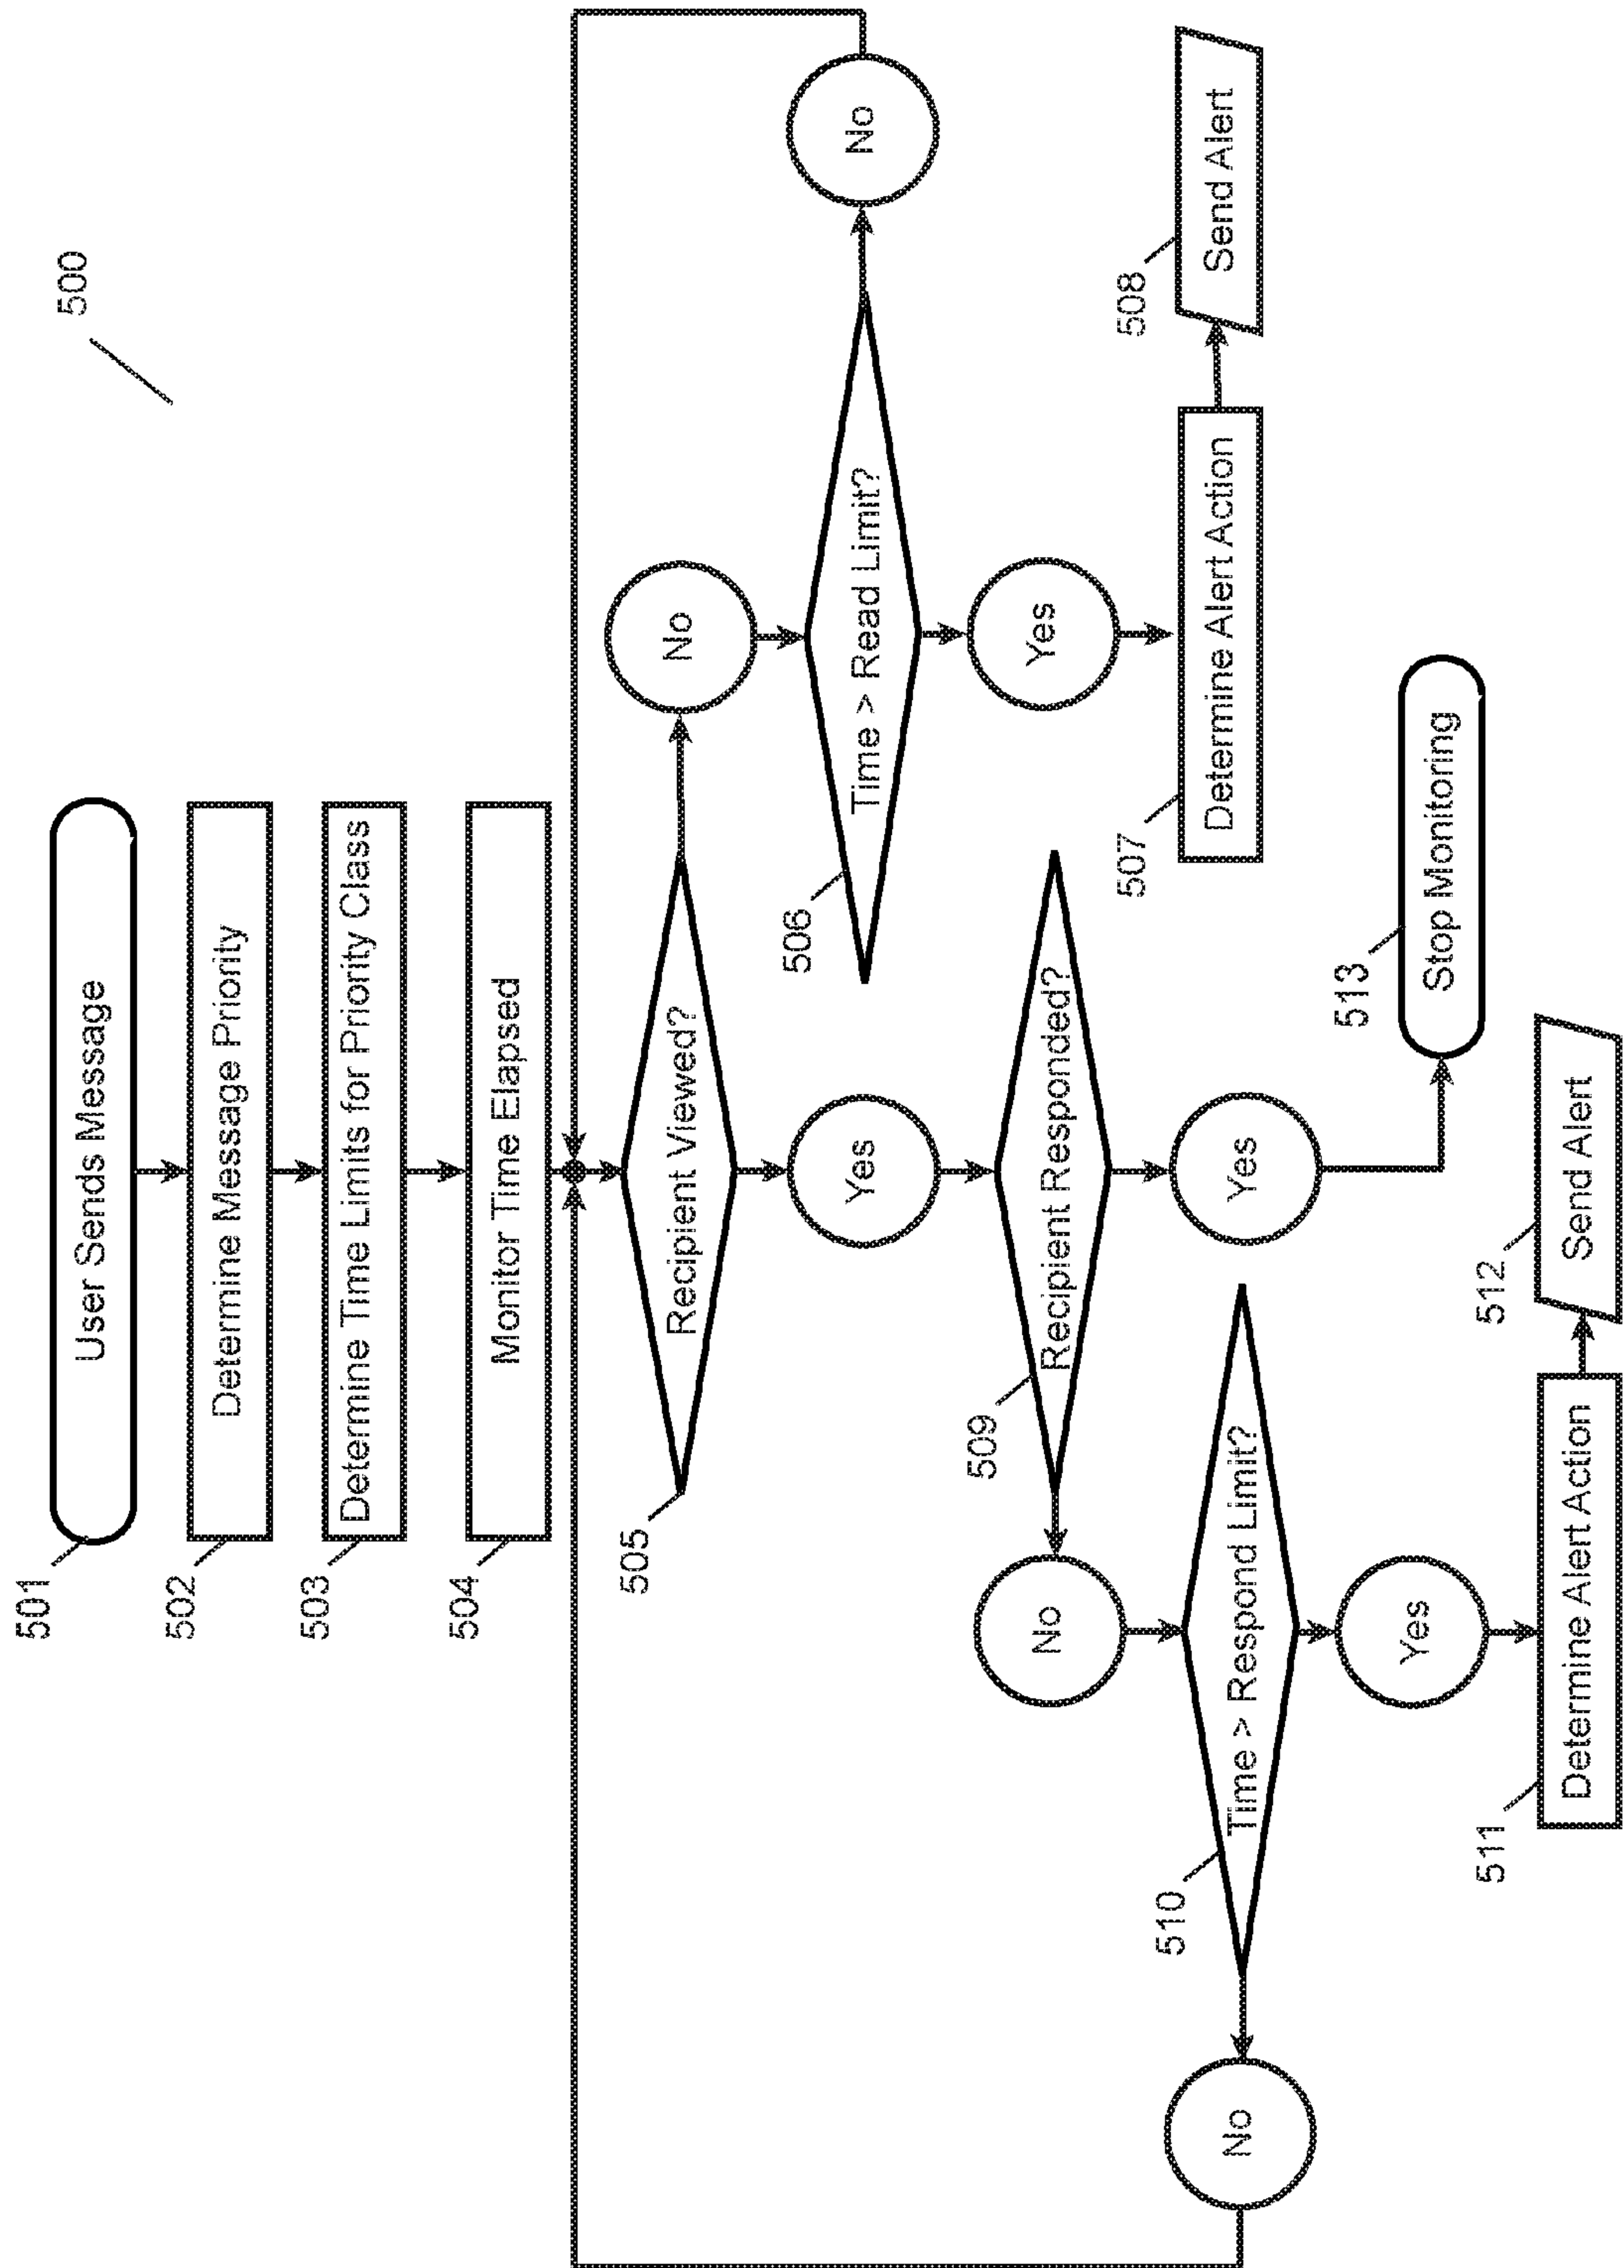 500
501
User Sends Message
502
Determine Message Priority
503
Determine Time Limits for Priority Class
504
Monitor Time Elapsed
505
Recipient Viewed?
No
Yes
506
Time > Read Limit?
No
Yes
507
Determine Alert Action
508
Send Alert
509
Recipient Responded?
No
Yes
510
Time > Respond Limit?
No
Yes
511
Determine Alert Action
512
Send Alert
513
Stop Monitoring